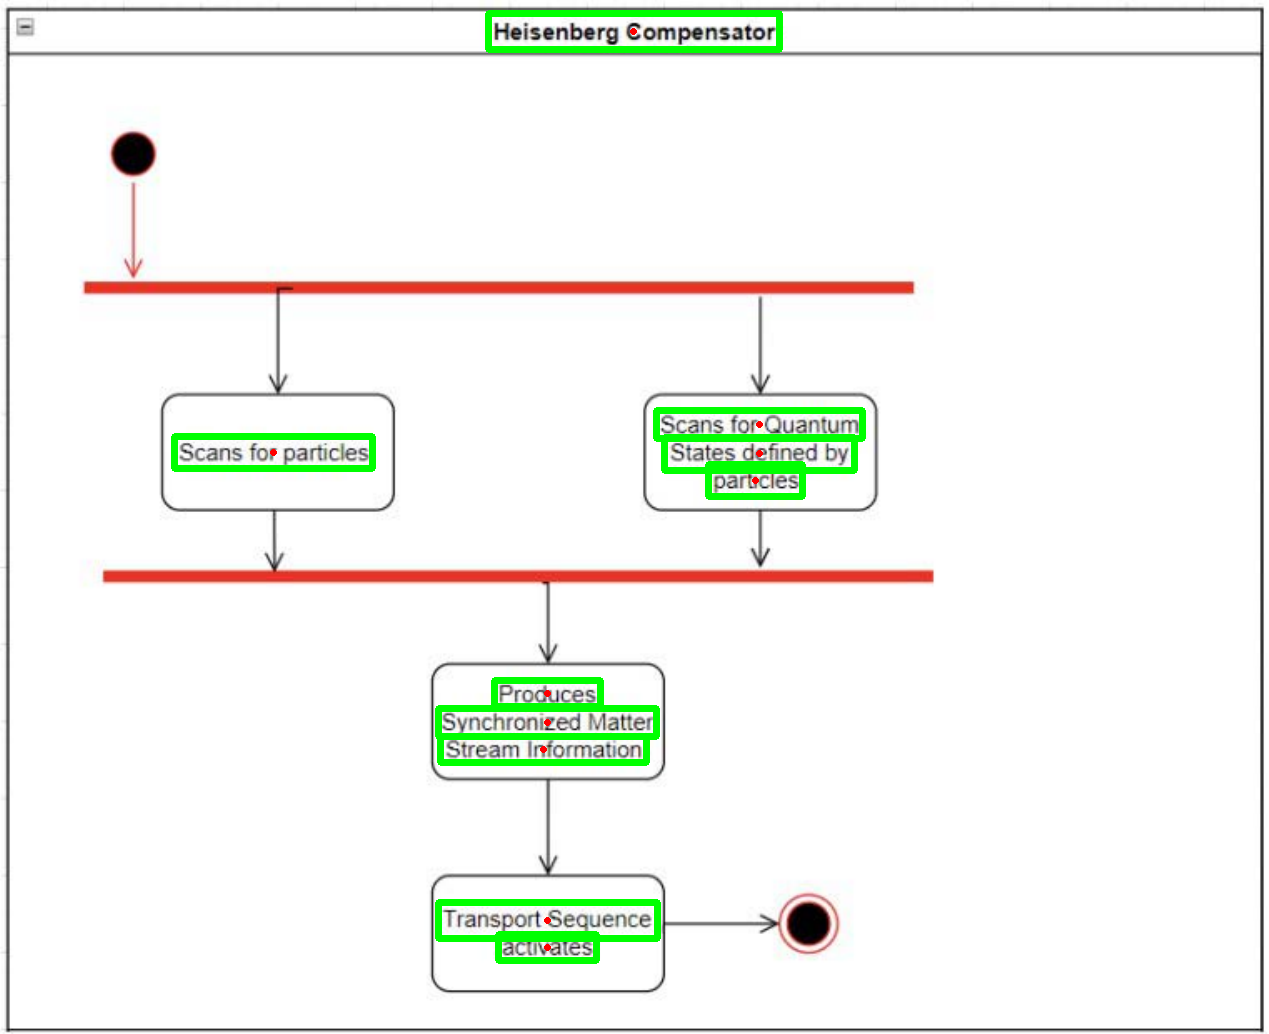 Heisenberg Compensator
Scans for particles
Scans for Quantum
States defined by
particles
Produces
Synchronized Matter
Stream Information
Transport Sequence
activates